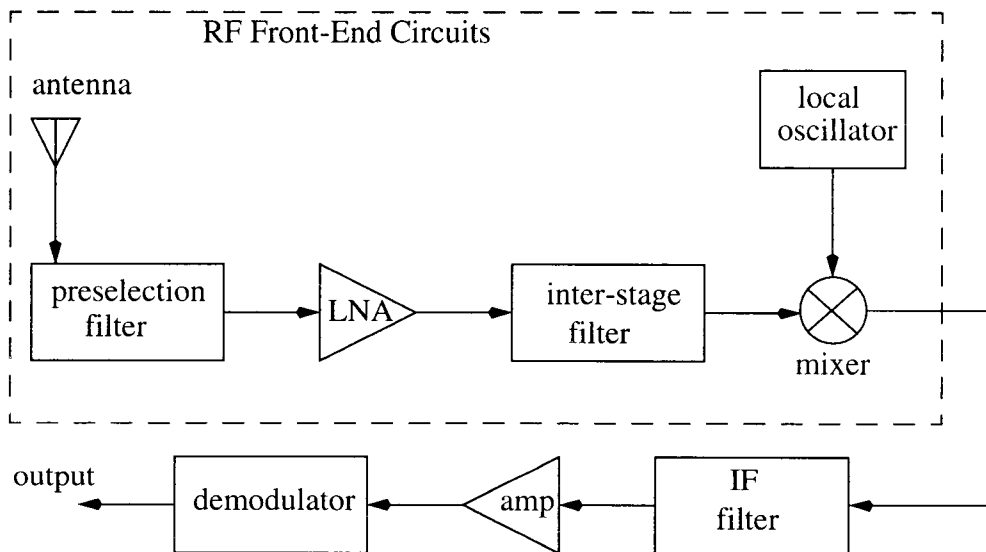 RF Front-End Circuits
antenna
local
oscillator
preselection
filter
LNA
inter-stage
filter
mixer
output
demodulator
amp
IF
filter